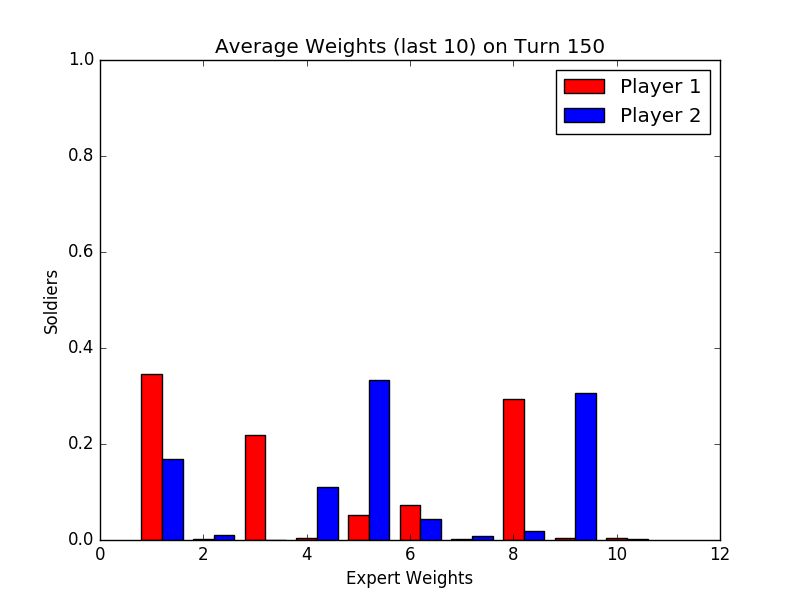 Average Weights (last 10) on Turn 150
1.0
Player 1
Player 2
0.8
0.6
Soldiers
0.4
0.2
0.0
0 2 4 6 8 10 12
Expert Weights